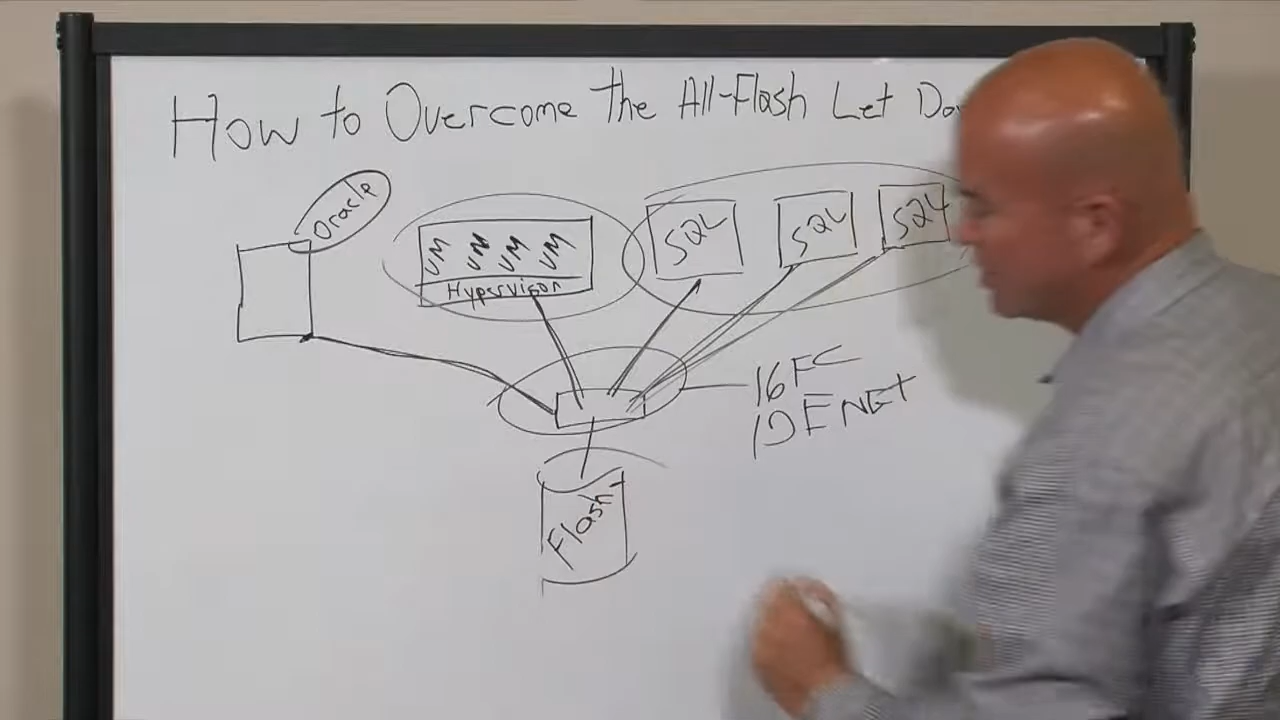 How to Overcome the All-Flash Let Do
Oracle
VM VM VM VM
Hypervisor
SQL SQL SQL
16 FC
10 E NET
Flash